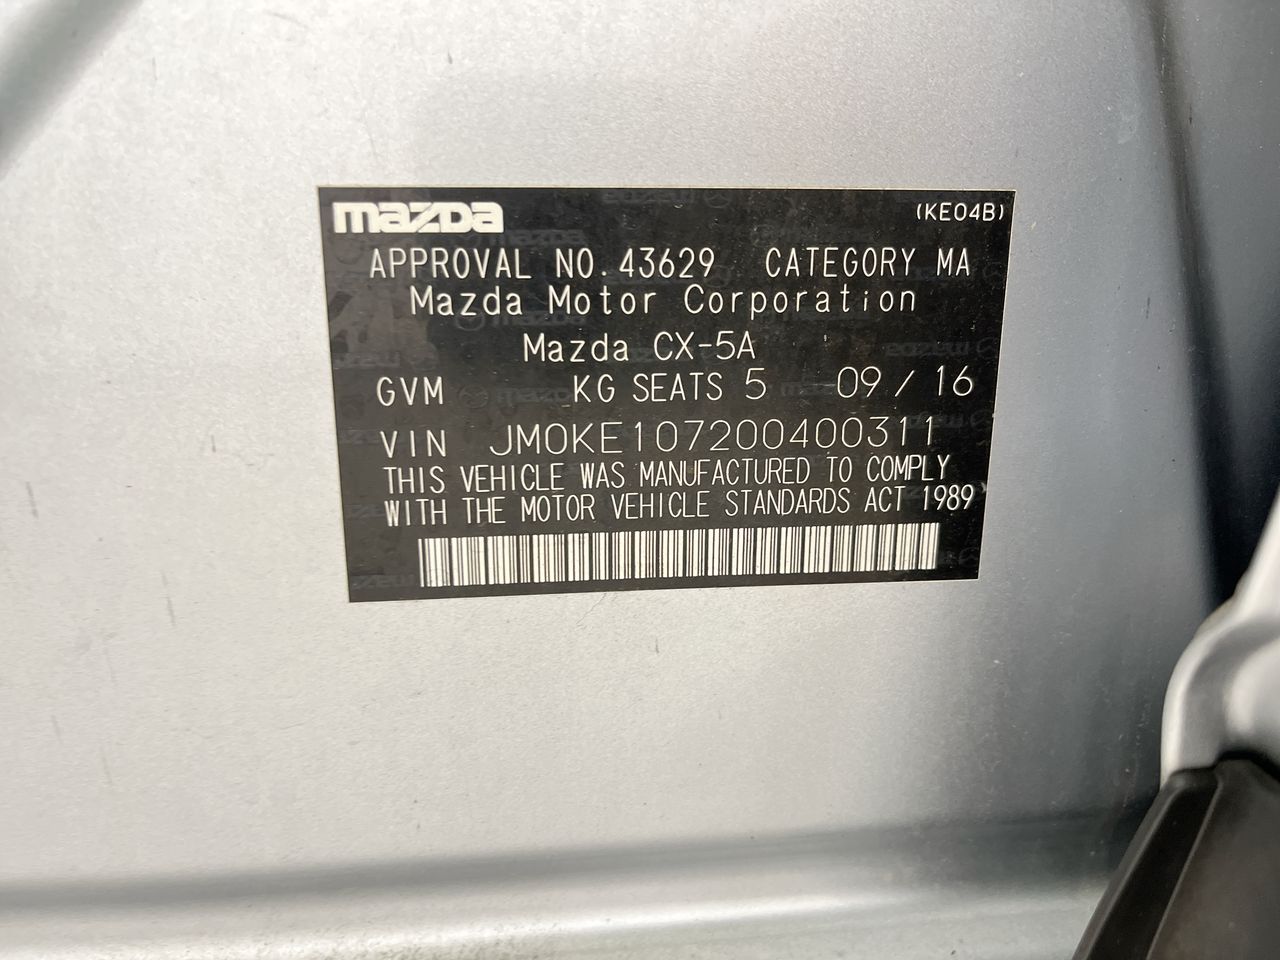 mazda (KE04B)
APPROVAL NO. 43629 CATEGORY MA
Mazda Motor Corporation
Mazda CX-5A
GVM KG SEATS 5 09 / 16
VIN JM0KE107200400311
THIS VEHICLE WAS MANUFACTURED TO COMPLY
WITH THE MOTOR VEHICLE STANDARDS ACT 1989